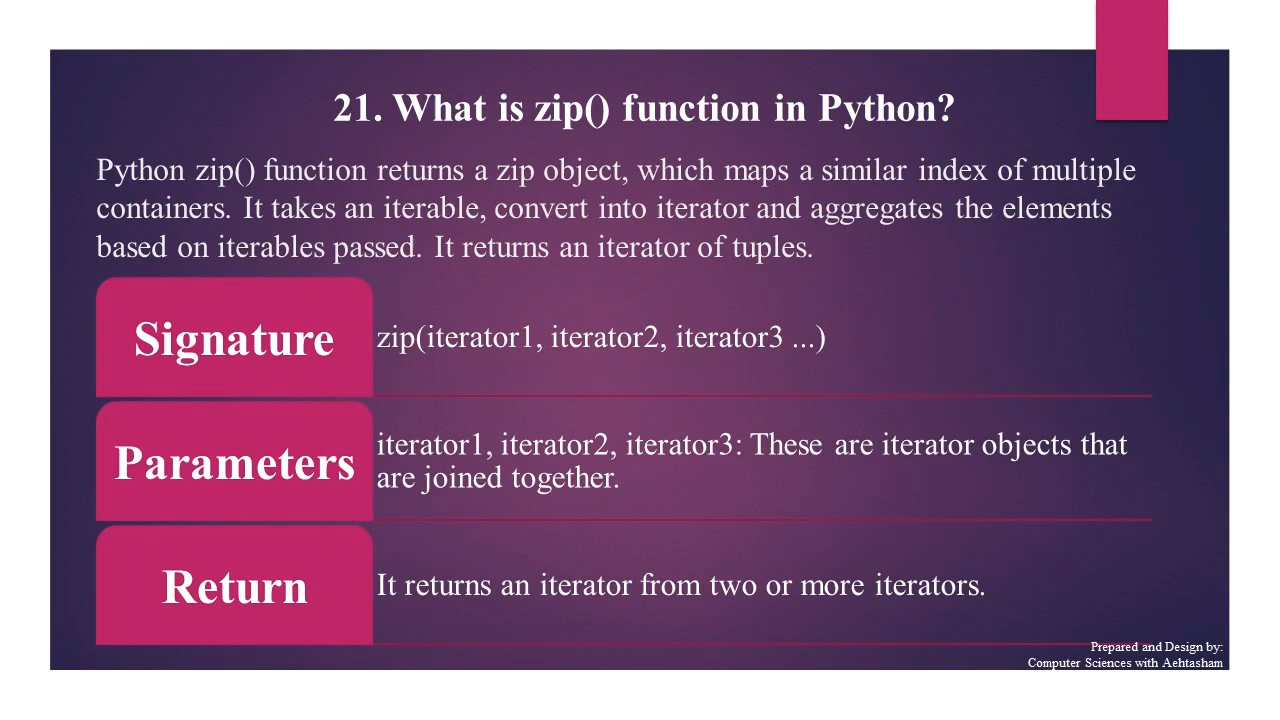 21. What is zip() function in Python?
Python zip() function returns a zip object, which maps a similar index of multiple
containers. It takes an iterable, convert into iterator and aggregates the elements
based on iterables passed. It returns an iterator of tuples.
Signature
zip(iterator1, iterator2, iterator3 ...)
Parameters
iterator1, iterator2, iterator3: These are iterator objects that
are joined together.
Return
It returns an iterator from two or more iterators.
Prepared and Design by:
Computer Sciences with Aehtasham